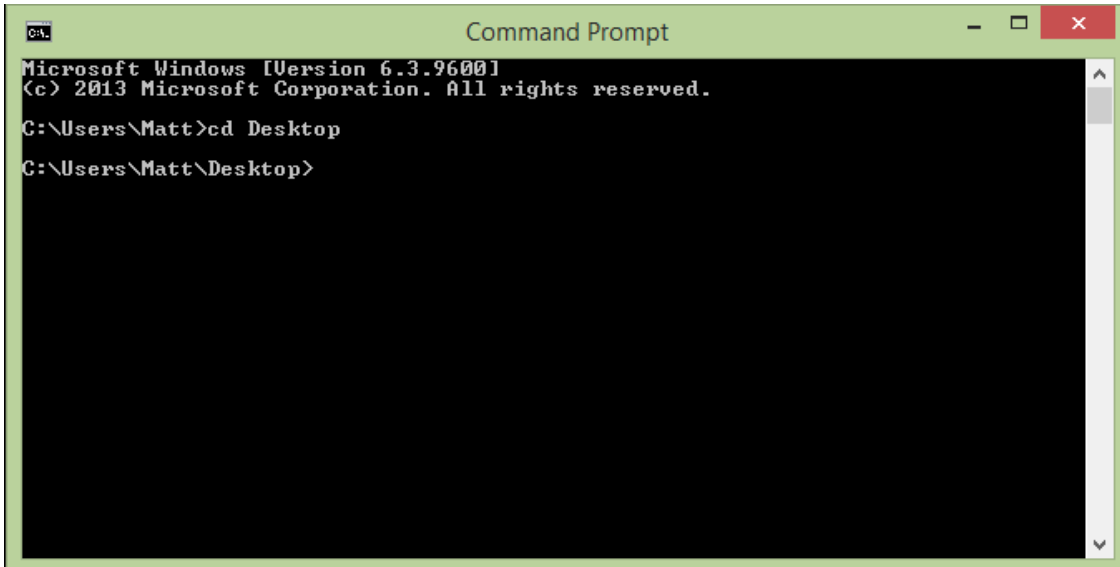 Command Prompt
Microsoft Windows [Version 6.3.9600]
(c) 2013 Microsoft Corporation. All rights reserved.
C:\Users\Matt>cd Desktop
C:\Users\Matt\Desktop>